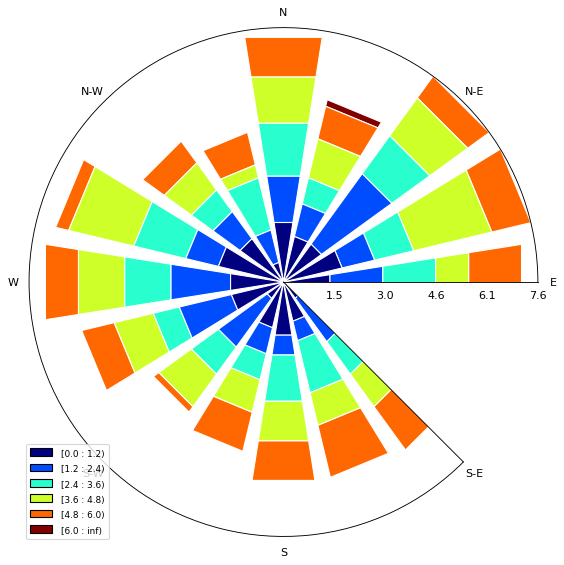 N
N-W
N-E
W
E
1.5 3.0 4.6 6.1 7.6
[0.0 : 1.2)
[1.2 : 2.4)
[2.4 : 3.6)
[3.6 : 4.8)
[4.8 : 6.0)
[6.0 : inf)
S-W
S-E
S